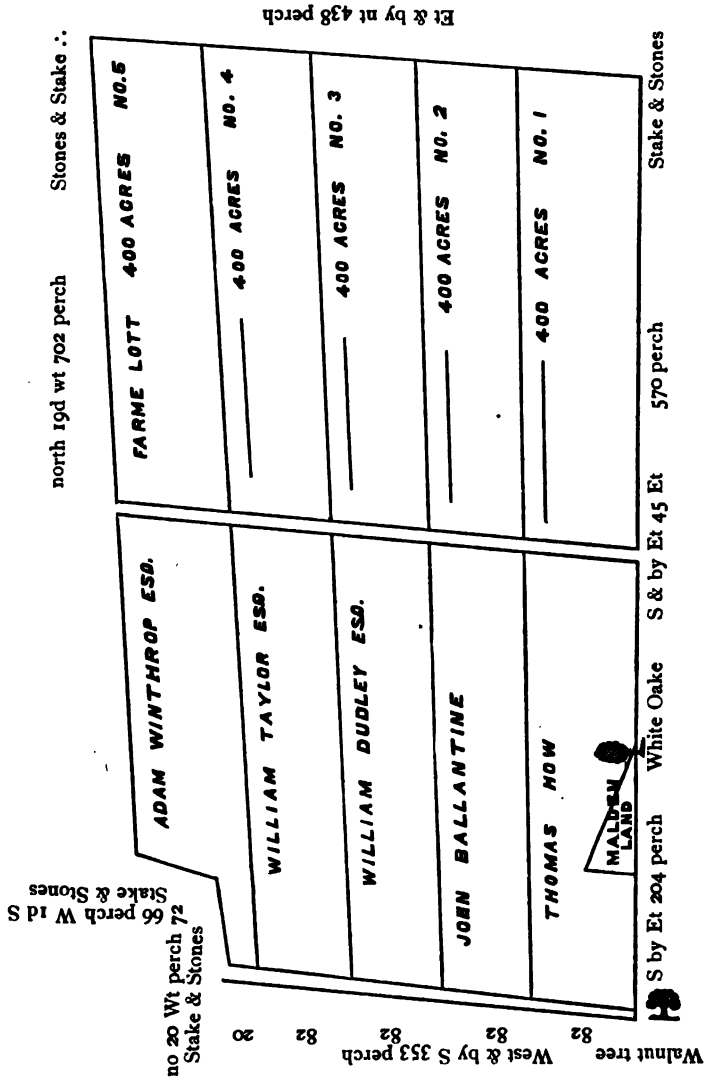 Et & by nt 438 perch
north 19d wt 702 perch
Stones & Stake ∴
FARME LOTT 400 ACRES NO.5
400 ACRES NO. 4
400 ACRES NO. 3
400 ACRES NO. 2
400 ACRES NO. 1
ADAM WINTHROP ESQ.
WILLIAM TAYLOR ESQ.
WILLIAM DUDLEY ESQ.
JOHN BALLANTINE
THOMAS HOW
MALDEN
LAND
66 perch W 1d S
Stake & Stones
no 20 Wt perch 72
Stake & Stones
20
82
82
82
82
West & by S 353 perch
Walnut tree
S by Et 204 perch
White Oake
S & by Et 45 Et
570 perch
Stake & Stones